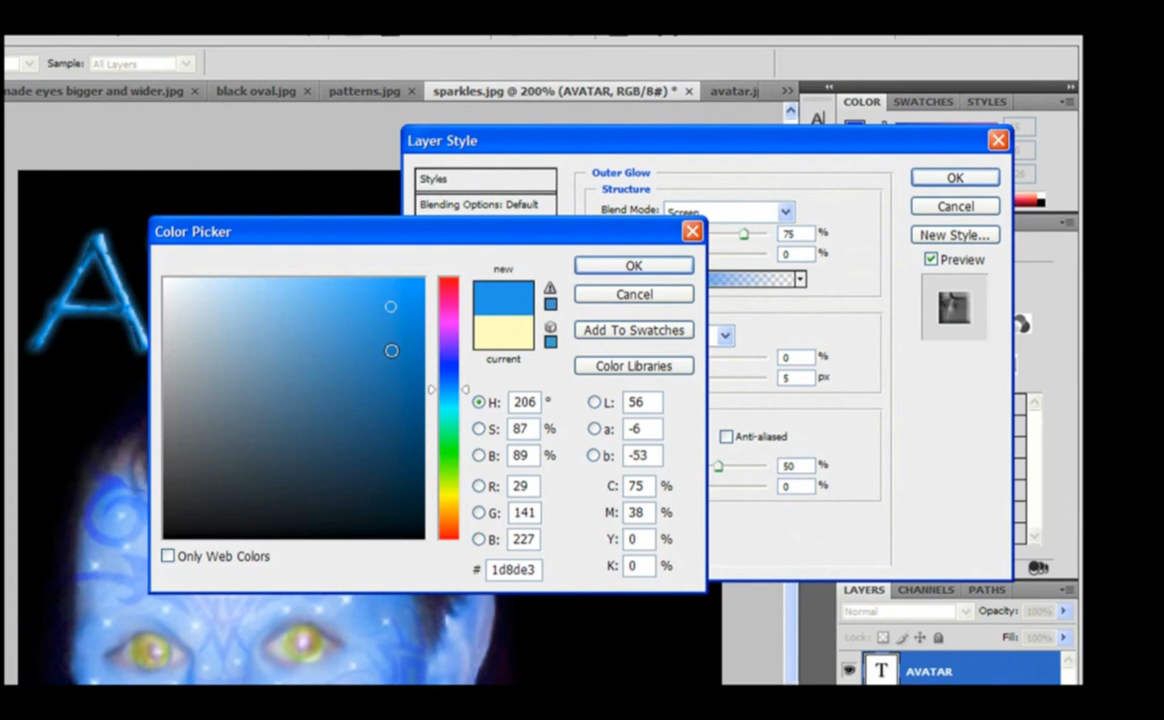 Sample: All Layers
made eyes bigger and wider.jpg × black oval.jpg × patterns.jpg × sparkles.jpg @ 200% (AVATAR, RGB/8#) * × avatar.j
COLOR SWATCHES STYLES
A
Layer Style
Styles
Blending Options: Default
Outer Glow
Structure
Blend Mode: Screen
75 %
0 %
OK
Cancel
New Style...
Preview
0 %
5 px
Anti-aliased
50 %
0 %
Color Picker
new
current
OK
Cancel
Add To Swatches
Color Libraries
H: 206 °
S: 87 %
B: 89 %
R: 29
G: 141
B: 227
# 1d8de3
L: 56
a: -6
b: -53
C: 75 %
M: 38 %
Y: 0 %
K: 0 %
Only Web Colors
A
LAYERS CHANNELS PATHS
Normal Opacity: 100%
Lock: Fill: 100%
T AVATAR